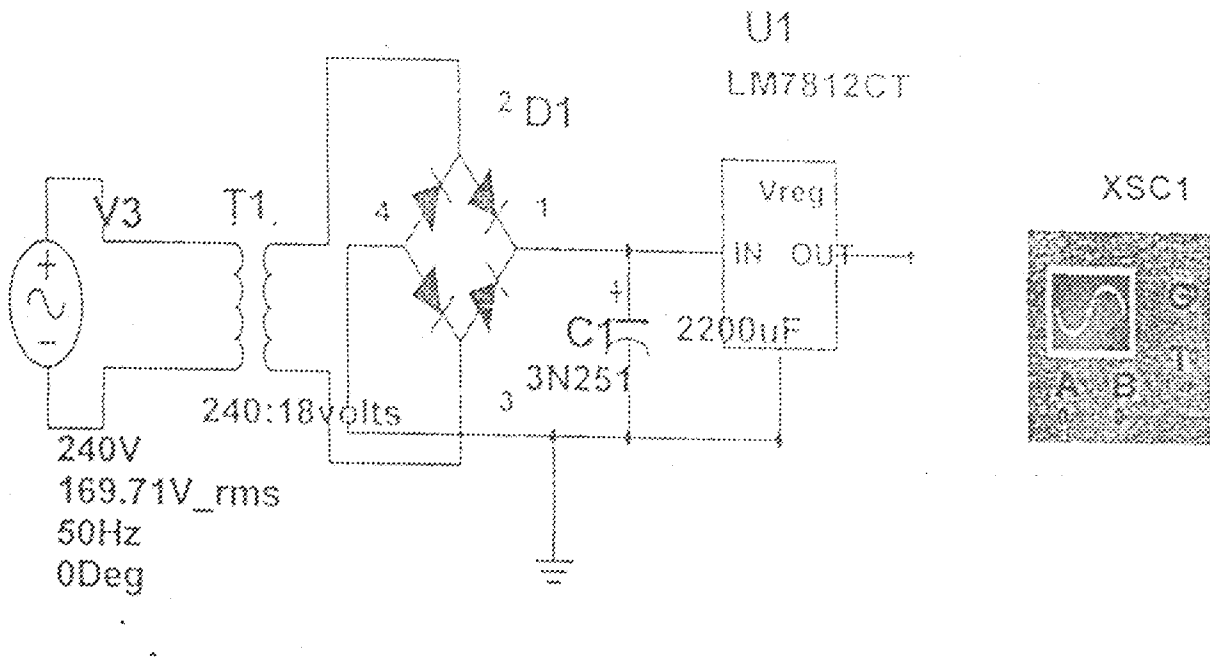 U1
LM7812CT
2 D1
V3
T1
4
1
Vreg
XSC1
IN OUT
+
−
+
C1
2200uF
3N251
G
T
A B
240:18volts
3
240V
169.71V_rms
50Hz
0Deg